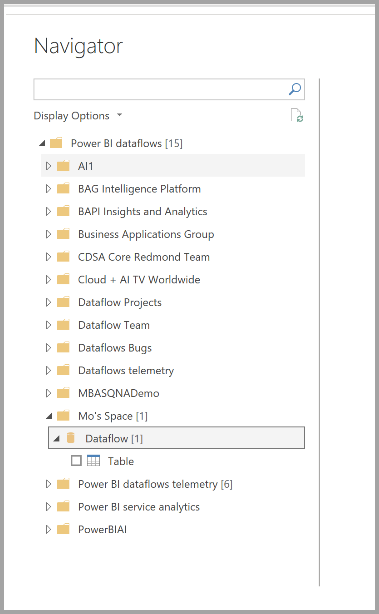 Navigator
Display Options
Power BI dataflows [15]
AI1
BAG Intelligence Platform
BAPI Insights and Analytics
Business Applications Group
CDSA Core Redmond Team
Cloud + AI TV Worldwide
Dataflow Projects
Dataflow Team
Dataflows Bugs
Dataflows telemetry
MBASQNADemo
Mo's Space [1]
Dataflow [1]
Table
Power BI dataflows telemetry [6]
Power BI service analytics
PowerBIAI